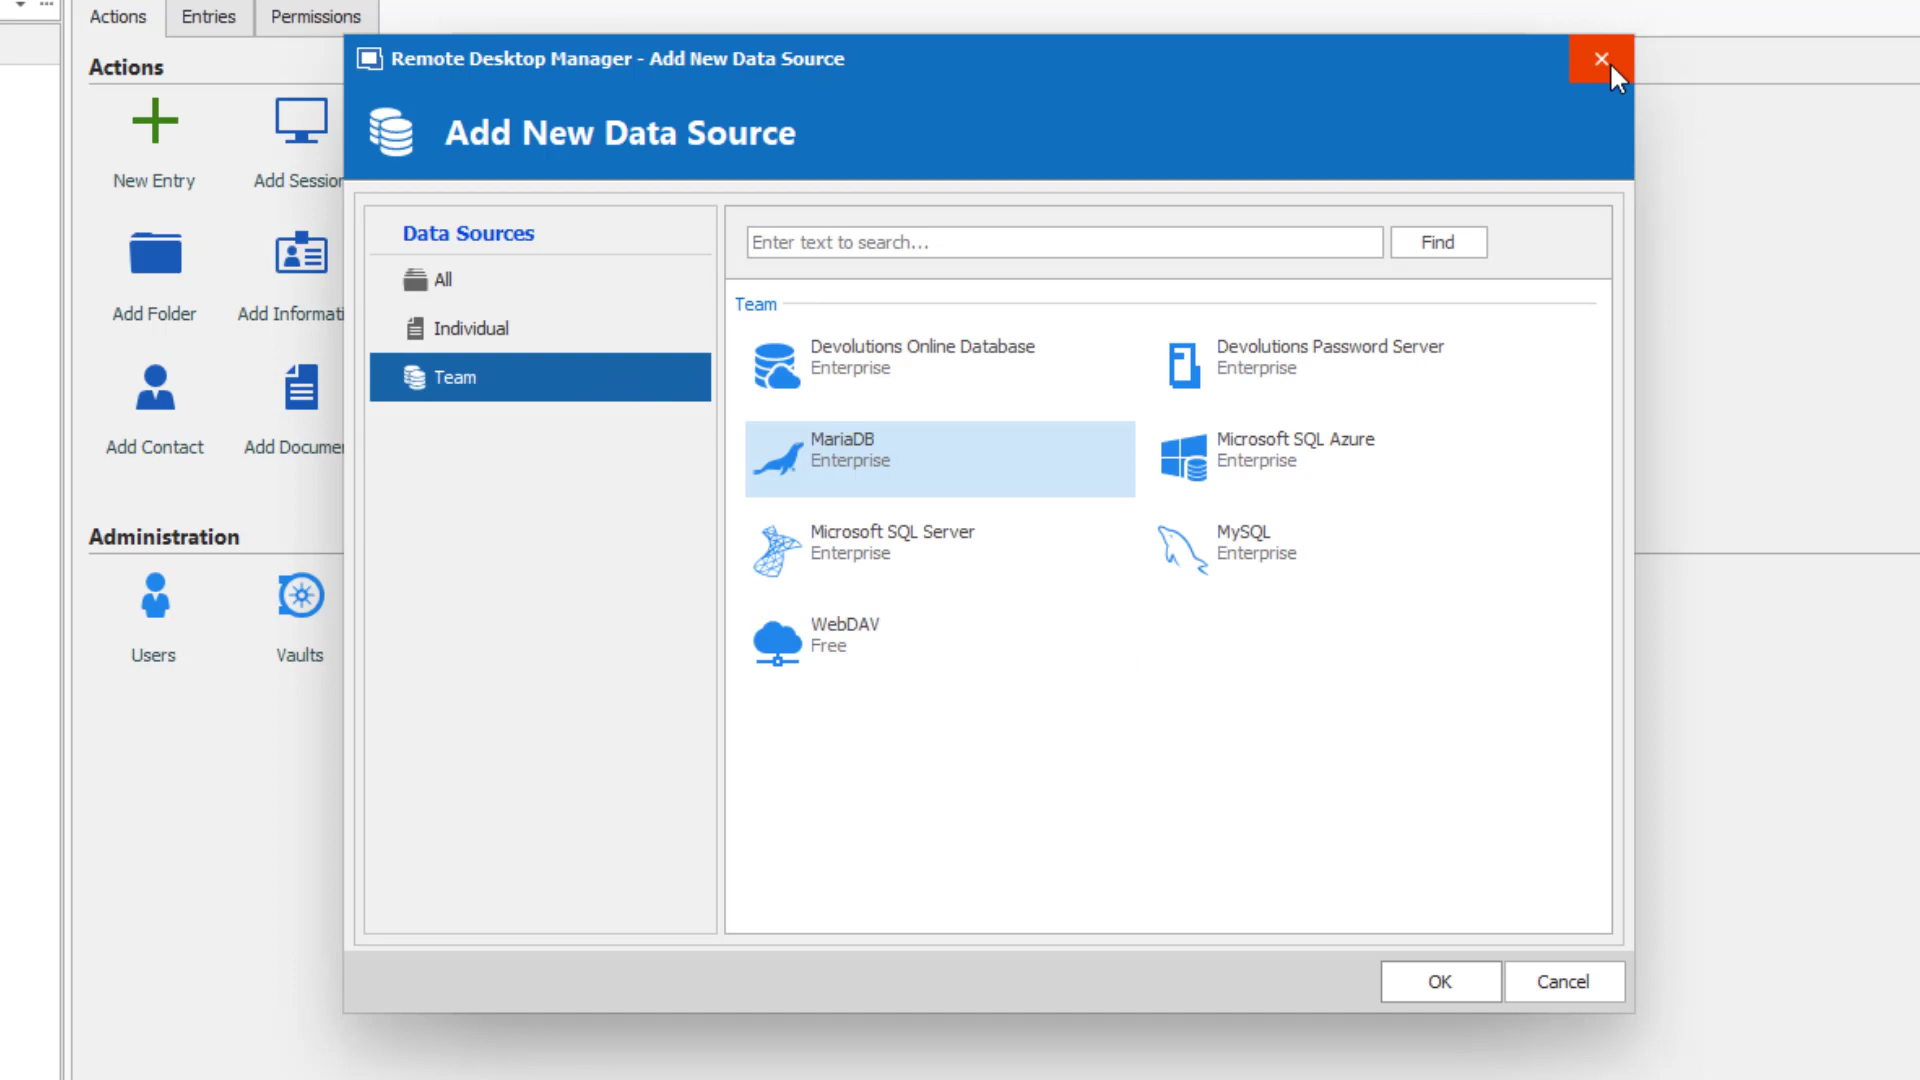 Actions
Entries
Permissions
Actions
New Entry
Add Session
Add Folder
Add Informati
Add Contact
Add Documen
Administration
Users
Vaults
Remote Desktop Manager - Add New Data Source
Add New Data Source
Data Sources
All
Individual
Team
Enter text to search...
Find
Team
Devolutions Online Database
Enterprise
Devolutions Password Server
Enterprise
MariaDB
Enterprise
Microsoft SQL Azure
Enterprise
Microsoft SQL Server
Enterprise
MySQL
Enterprise
WebDAV
Free
OK
Cancel